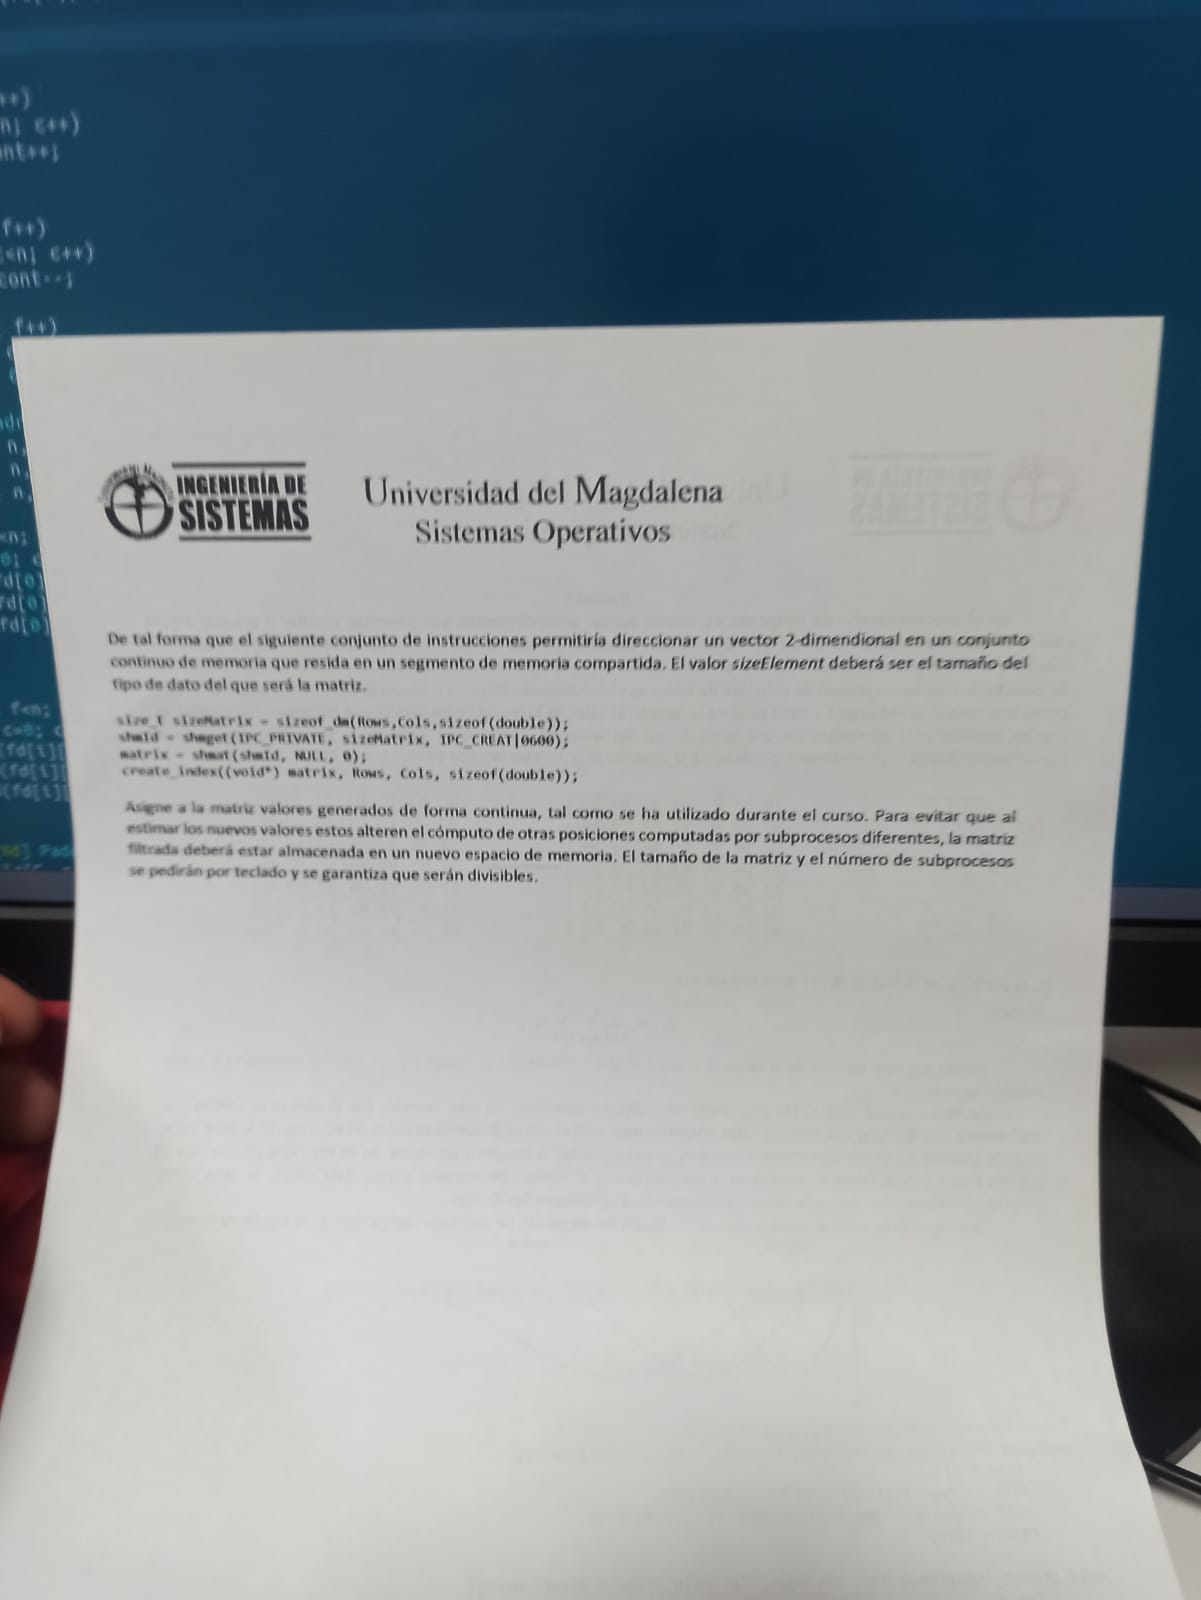 ++)
n; c++)
nt++;
f++)
<n; c++)
cont--;
f++)
INGENIERÍA DE
SISTEMAS
Universidad del Magdalena
Sistemas Operativos
De tal forma que el siguiente conjunto de instrucciones permitiría direccionar un vector 2-dimendional en un conjunto
continuo de memoria que resida en un segmento de memoria compartida. El valor sizeElement deberá ser el tamaño del
tipo de dato del que será la matriz.
size_t sizeMatrix = sizeof_dm(Rows,Cols,sizeof(double));
shmId = shmget(IPC_PRIVATE, sizeMatrix, IPC_CREAT|0600);
matrix = shmat(shmId, NULL, 0);
create_index((void*) matrix, Rows, Cols, sizeof(double));
Asigne a la matriz valores generados de forma continua, tal como se ha utilizado durante el curso. Para evitar que al
estimar los nuevos valores estos alteren el cómputo de otras posiciones computadas por subprocesos diferentes, la matriz
filtrada deberá estar almacenada en un nuevo espacio de memoria. El tamaño de la matriz y el número de subprocesos
se pedirán por teclado y se garantiza que serán divisibles.